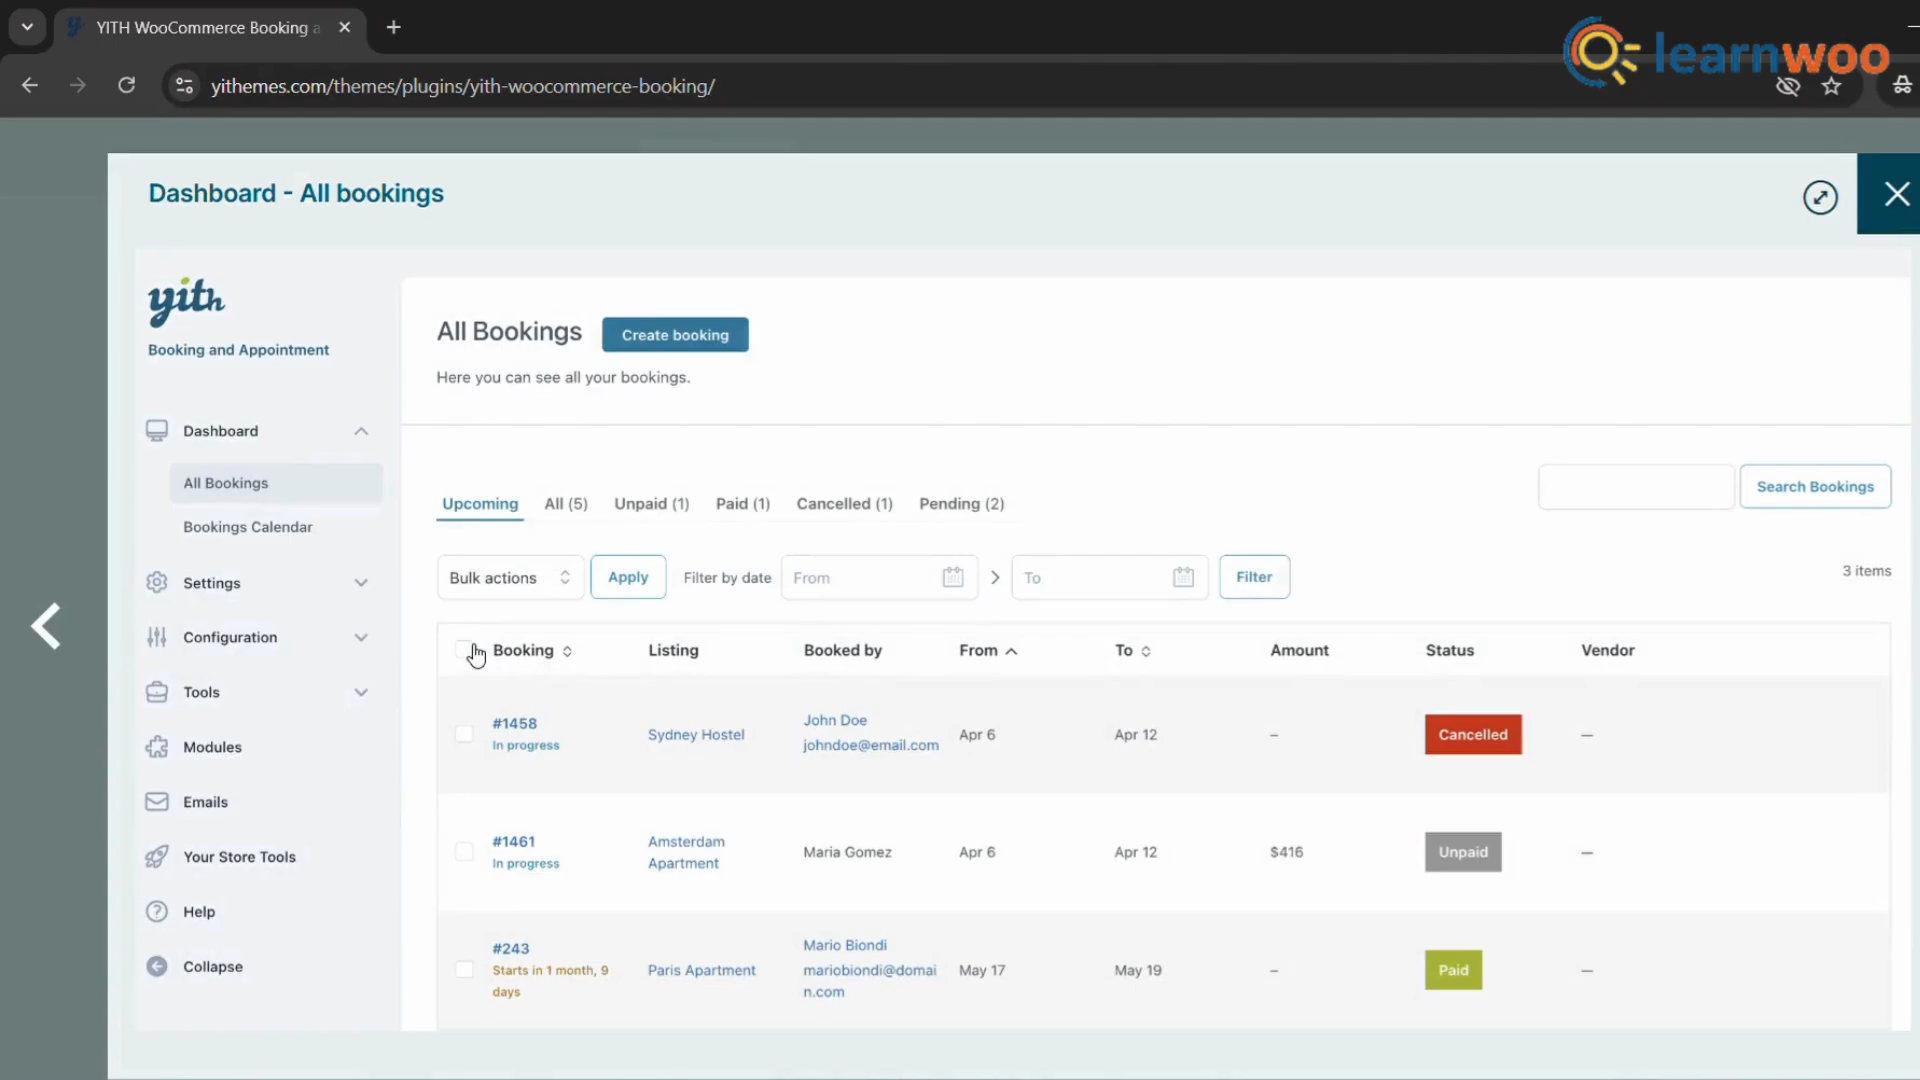 YITH WooCommerce Booking a
learnwoo
yithemes.com/themes/plugins/yith-woocommerce-booking/
Dashboard - All bookings
yith
Booking and Appointment
Dashboard
All Bookings
Bookings Calendar
Settings
Configuration
Tools
Modules
Emails
Your Store Tools
Help
Collapse
All Bookings
Create booking
Here you can see all your bookings.
Upcoming All (5) Unpaid (1) Paid (1) Cancelled (1) Pending (2)
Search Bookings
Bulk actions Apply Filter by date From > To Filter
3 items
Booking Listing Booked by From To Amount Status Vendor
#1458
In progress
Sydney Hostel
John Doe
johndoe@email.com
Apr 6
Apr 12
–
Cancelled
—
#1461
In progress
Amsterdam
Apartment
Maria Gomez
Apr 6
Apr 12
$416
Unpaid
—
#243
Starts in 1 month, 9
days
Paris Apartment
Mario Biondi
mariobiondi@domai
n.com
May 17
May 19
–
Paid
—